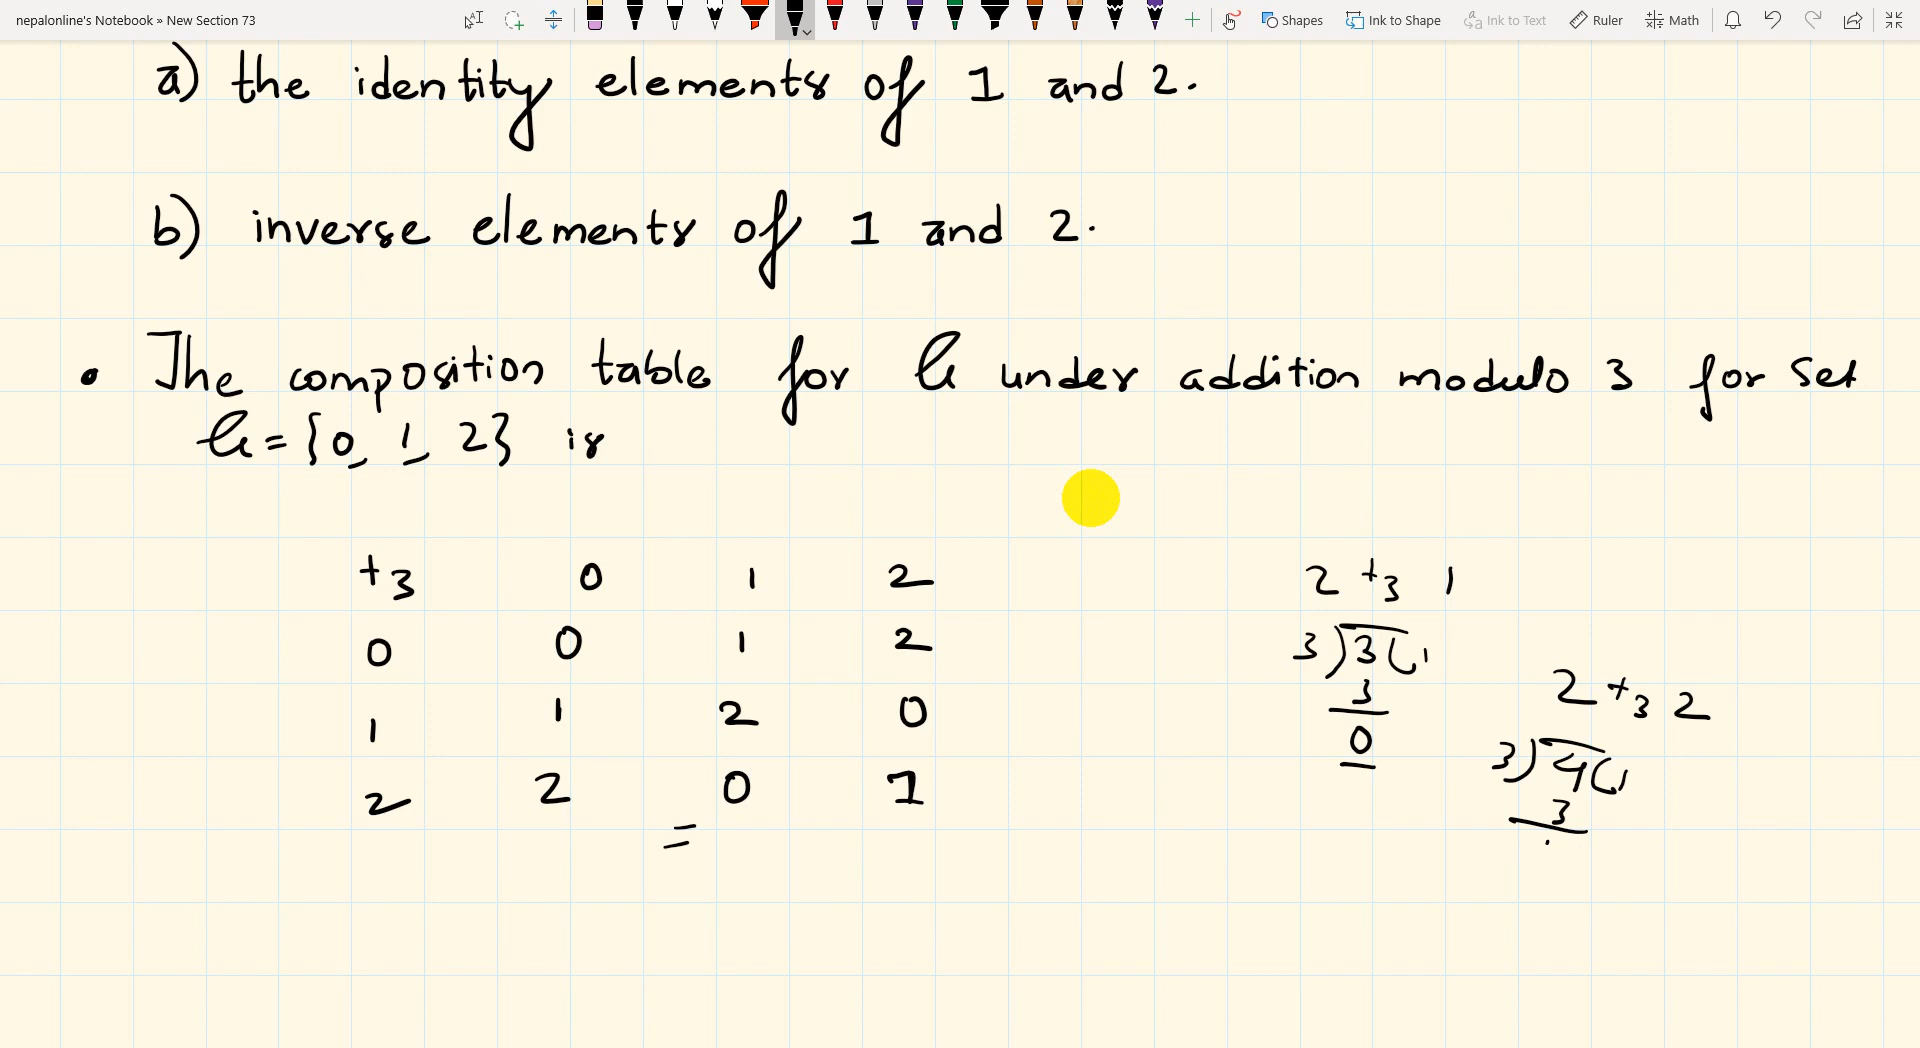 nepalonline's Notebook » New Section 73
Shapes Ink to Shape Ink to Text Ruler Math
a) the identity elements of 1 and 2.
b) inverse elements of 1 and 2.
• The composition table for G under addition modulo 3 for set
G = {0, 1, 2} is
+3 0 1 2
0 0 1 2
1 1 2 0
2 2 0 1
=
2 +3 1
3)3(1
3
0
2 +3 2
3)4(1
3